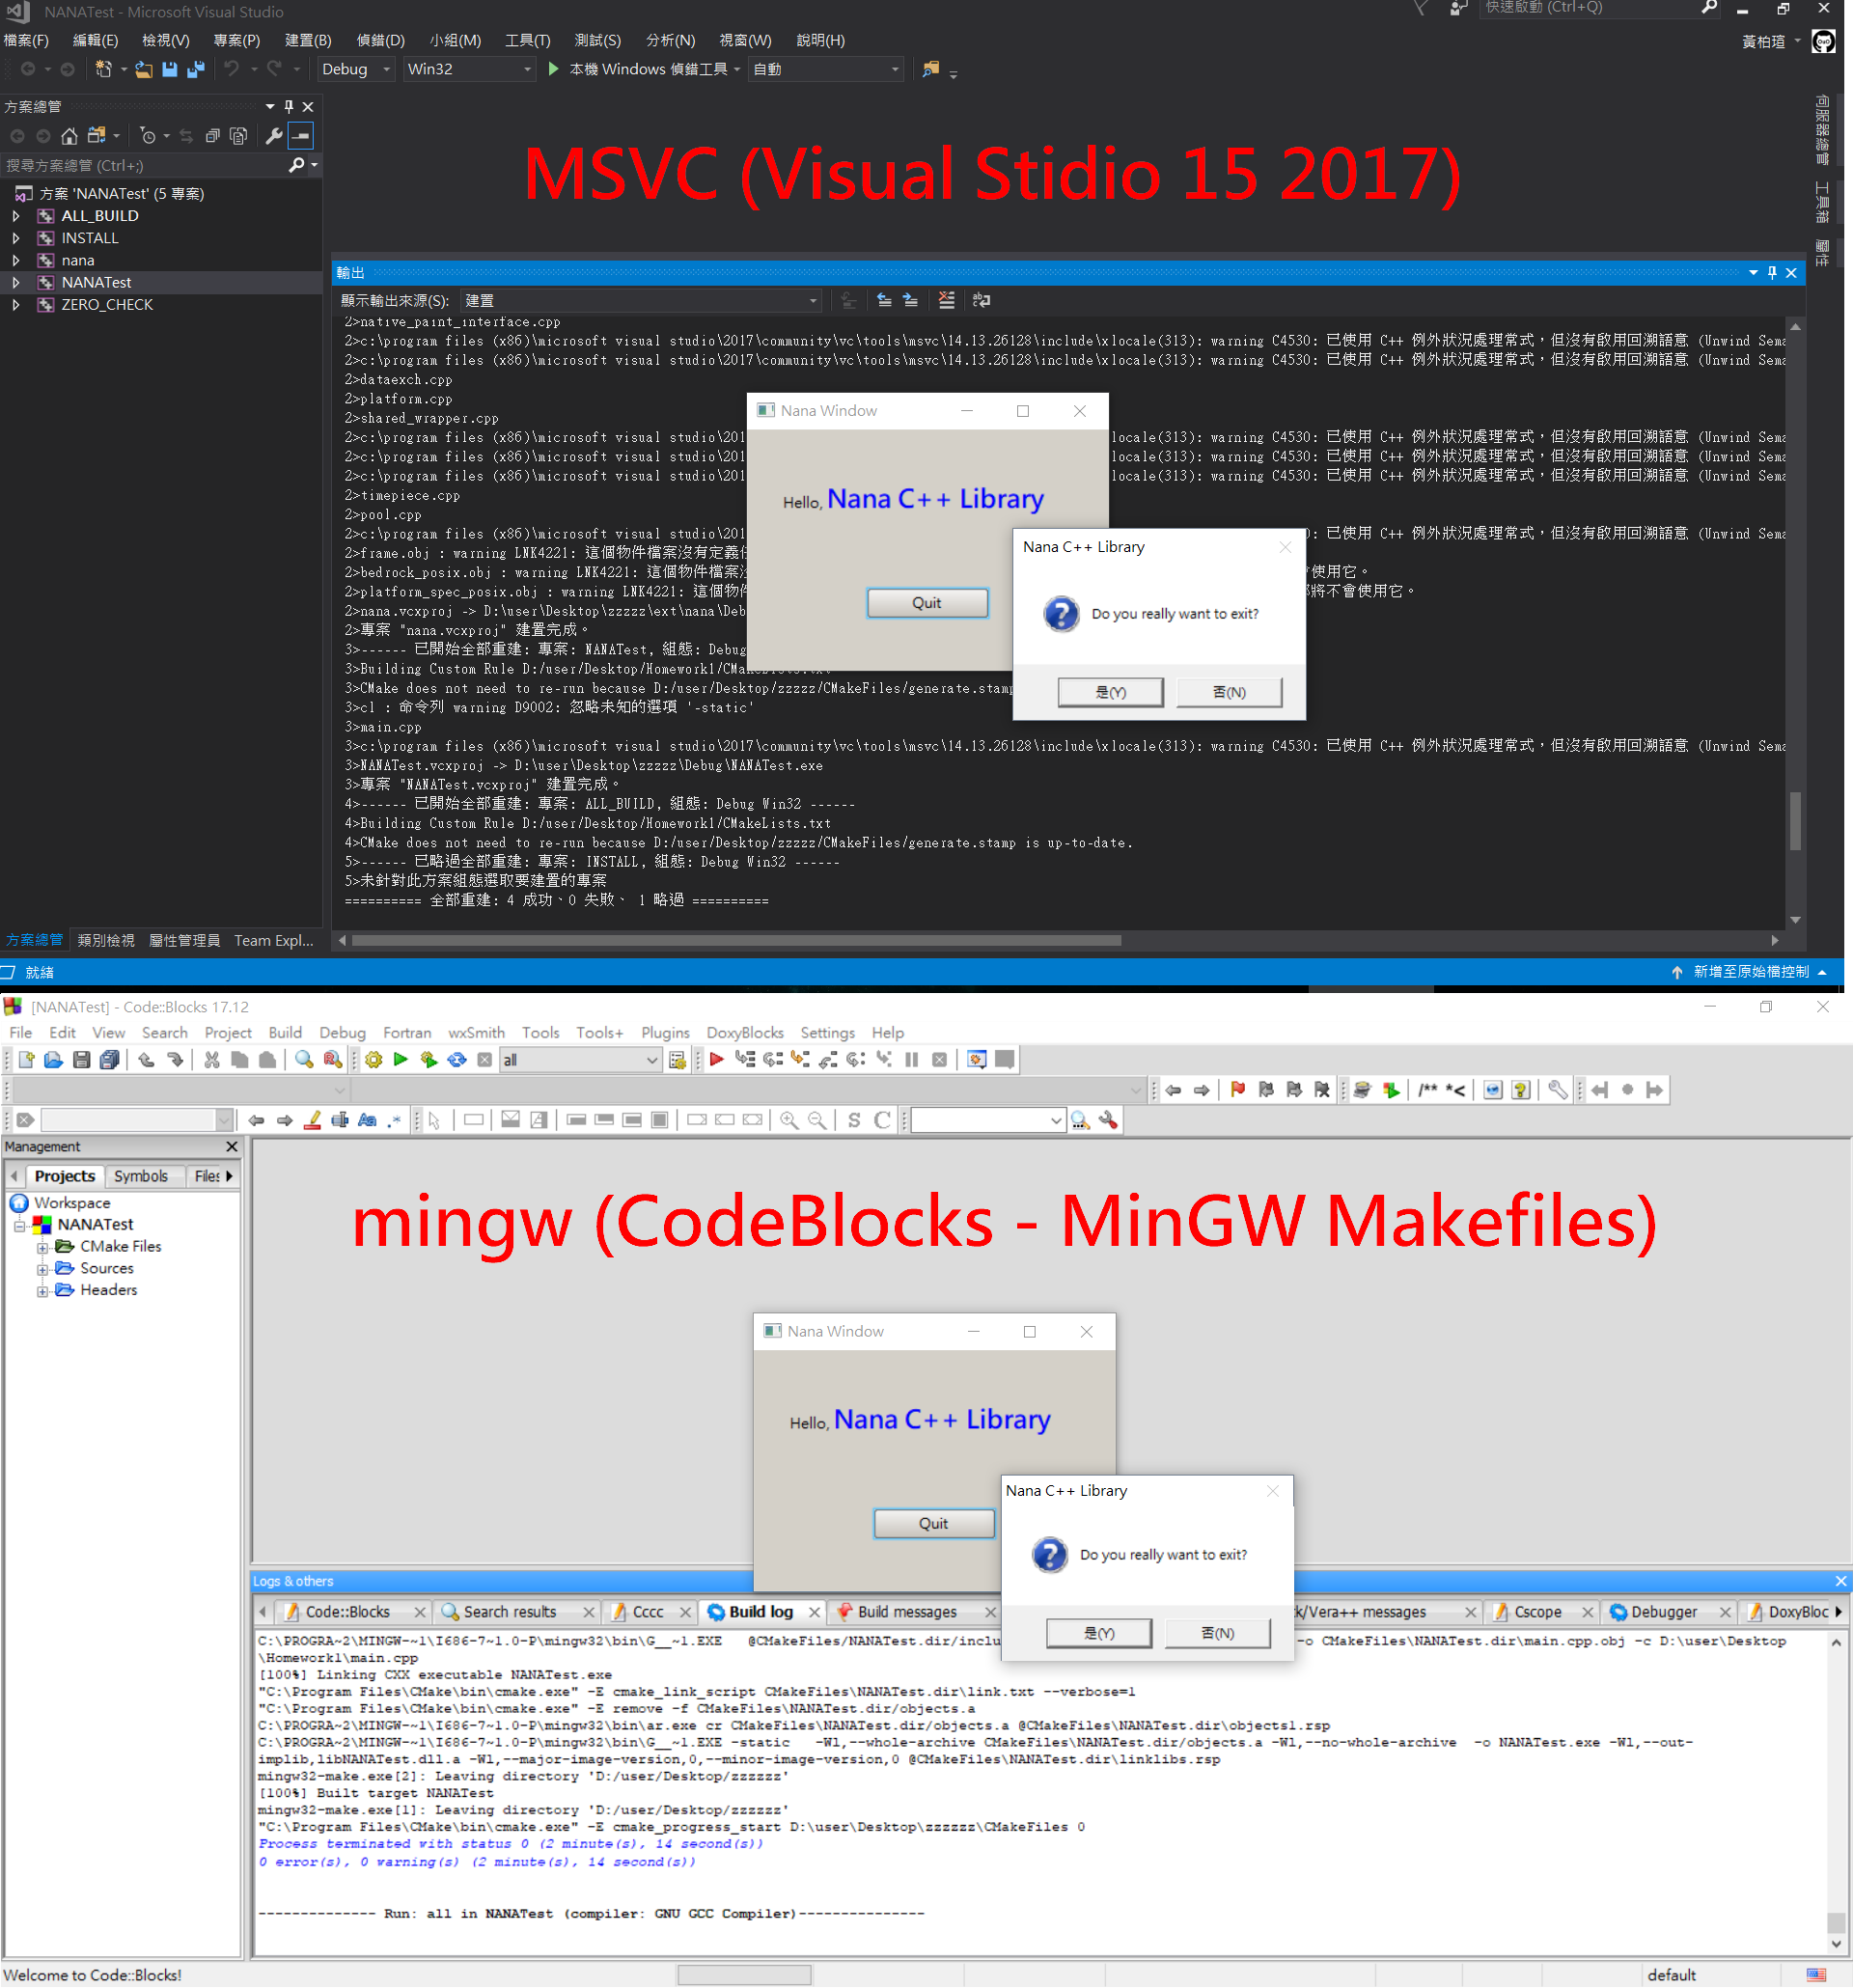 NANATest - Microsoft Visual Studio
快速啟動 (Ctrl+Q)
檔案(F) 編輯(E) 檢視(V) 專案(P) 建置(B) 偵錯(D) 小組(M) 工具(T) 測試(S) 分析(N) 視窗(W) 說明(H)
黃柏瑄
Debug Win32 本機 Windows 偵錯工具 自動
方案總管
搜尋方案總管 (Ctrl+;)
方案 'NANATest' (5 專案)
ALL_BUILD
INSTALL
nana
NANATest
ZERO_CHECK
伺服器總管
工具箱
屬性
MSVC (Visual Stidio 15 2017)
輸出
顯示輸出來源(S): 建置
2>native_paint_interface.cpp
2>c:\program files (x86)\microsoft visual studio\2017\community\vc\tools\msvc\14.13.26128\include\xlocale(313): warning C4530: 已使用 C++ 例外狀況處理常式，但沒有啟用回溯語意 (Unwind Sema
2>c:\program files (x86)\microsoft visual studio\2017\community\vc\tools\msvc\14.13.26128\include\xlocale(313): warning C4530: 已使用 C++ 例外狀況處理常式，但沒有啟用回溯語意 (Unwind Sema
2>dataexch.cpp
2>platform.cpp
2>shared_wrapper.cpp
2>c:\program files (x86)\microsoft visual studio\201 locale(313): warning C4530: 已使用 C++ 例外狀況處理常式，但沒有啟用回溯語意 (Unwind Sema
2>c:\program files (x86)\microsoft visual studio\201 locale(313): warning C4530: 已使用 C++ 例外狀況處理常式，但沒有啟用回溯語意 (Unwind Sema
2>c:\program files (x86)\microsoft visual studio\201 locale(313): warning C4530: 已使用 C++ 例外狀況處理常式，但沒有啟用回溯語意 (Unwind Sema
2>timepiece.cpp
2>pool.cpp
2>c:\program files (x86)\microsoft visual studio\201 ): warning C4530: 已使用 C++ 例外狀況處理常式，但沒有啟用回溯語意 (Unwind Sema
2>frame.obj : warning LNK4221: 這個物件檔案沒有定義
2>bedrock_posix.obj : warning LNK4221: 這個物件檔案 使用它。
2>platform_spec_posix.obj : warning LNK4221: 這個物 將不會使用它。
2>nana.vcxproj -> D:\user\Desktop\zzzzz\ext\nana\Deb
2>專案 "nana.vcxproj" 建置完成。
3>------ 已開始全部重建: 專案: NANATest, 組態: Debug
3>Building Custom Rule D:/user/Desktop/Homework1/CMakeLists.txt
3>CMake does not need to re-run because D:/user/Desktop/zzzzz/CMakeFiles/generate.stamp
3>cl : 命令列 warning D9002: 忽略未知的選項 '-static'
3>main.cpp
3>c:\program files (x86)\microsoft visual studio\2017\community\vc\tools\msvc\14.13.26128\include\xlocale(313): warning C4530: 已使用 C++ 例外狀況處理常式，但沒有啟用回溯語意 (Unwind Sema
3>NANATest.vcxproj -> D:\user\Desktop\zzzzz\Debug\NANATest.exe
3>專案 "NANATest.vcxproj" 建置完成。
4>------ 已開始全部重建: 專案: ALL_BUILD, 組態: Debug Win32 ------
4>Building Custom Rule D:/user/Desktop/Homework1/CMakeLists.txt
4>CMake does not need to re-run because D:/user/Desktop/zzzzz/CMakeFiles/generate.stamp is up-to-date.
5>------ 已略過全部重建: 專案: INSTALL, 組態: Debug Win32 ------
5>未針對此方案組態選取要建置的專案
========== 全部重建: 4 成功、0 失敗、 1 略過 ==========
Nana Window
Hello, Nana C++ Library
Quit
Nana C++ Library
Do you really want to exit?
是(Y) 否(N)
方案總管 類別檢視 屬性管理員 Team Expl...
就緒 新增至原始檔控制
[NANATest] - Code::Blocks 17.12
File Edit View Search Project Build Debug Fortran wxSmith Tools Tools+ Plugins DoxyBlocks Settings Help
all
/** *<
S C
Management
Projects Symbols Files
Workspace
NANATest
CMake Files
Sources
Headers
mingw (CodeBlocks - MinGW Makefiles)
Nana Window
Hello, Nana C++ Library
Quit
Nana C++ Library
Do you really want to exit?
是(Y) 否(N)
Logs & others
Code::Blocks Search results Cccc Build log Build messages k/Vera++ messages Cscope Debugger DoxyBloc
C:\PROGRA~2\MINGW-~1\I686-7~1.0-P\mingw32\bin\G__~1.EXE @CMakeFiles/NANATest.dir/inclu -o CMakeFiles\NANATest.dir\main.cpp.obj -c D:\user\Desktop
\Homework1\main.cpp
[100%] Linking CXX executable NANATest.exe
"C:\Program Files\CMake\bin\cmake.exe" -E cmake_link_script CMakeFiles\NANATest.dir\link.txt --verbose=1
"C:\Program Files\CMake\bin\cmake.exe" -E remove -f CMakeFiles\NANATest.dir/objects.a
C:\PROGRA~2\MINGW-~1\I686-7~1.0-P\mingw32\bin\ar.exe cr CMakeFiles\NANATest.dir/objects.a @CMakeFiles\NANATest.dir\objects1.rsp
C:\PROGRA~2\MINGW-~1\I686-7~1.0-P\mingw32\bin\G__~1.EXE -static -Wl,--whole-archive CMakeFiles\NANATest.dir/objects.a -Wl,--no-whole-archive -o NANATest.exe -Wl,--out-
implib,libNANATest.dll.a -Wl,--major-image-version,0,--minor-image-version,0 @CMakeFiles\NANATest.dir\linklibs.rsp
mingw32-make.exe[2]: Leaving directory 'D:/user/Desktop/zzzzzz'
[100%] Built target NANATest
mingw32-make.exe[1]: Leaving directory 'D:/user/Desktop/zzzzzz'
"C:\Program Files\CMake\bin\cmake.exe" -E cmake_progress_start D:\user\Desktop\zzzzzz\CMakeFiles 0
Process terminated with status 0 (2 minute(s), 14 second(s))
0 error(s), 0 warning(s) (2 minute(s), 14 second(s))
-------------- Run: all in NANATest (compiler: GNU GCC Compiler)---------------
Welcome to Code::Blocks! default